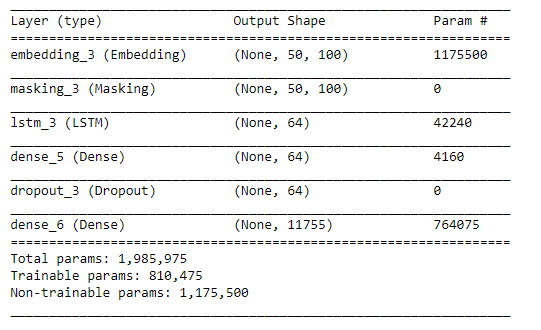 Layer (type) Output Shape Param #
=================================================================
embedding_3 (Embedding) (None, 50, 100) 1175500
masking_3 (Masking) (None, 50, 100) 0
lstm_3 (LSTM) (None, 64) 42240
dense_5 (Dense) (None, 64) 4160
dropout_3 (Dropout) (None, 64) 0
dense_6 (Dense) (None, 11755) 764075
=================================================================
Total params: 1,985,975
Trainable params: 810,475
Non-trainable params: 1,175,500